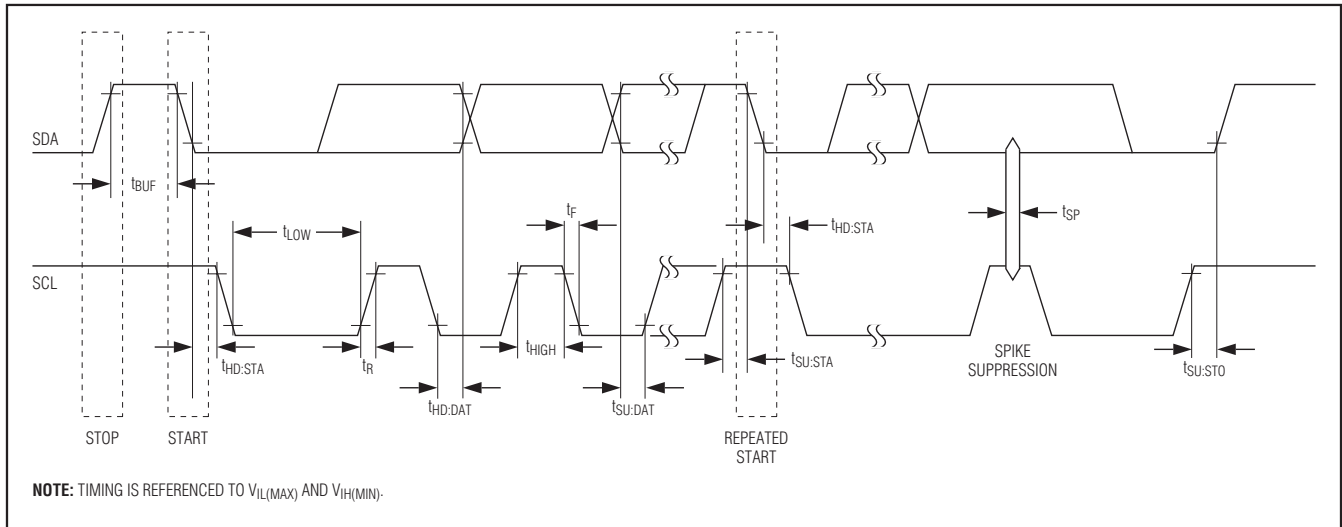 SDA
tBUF
tLOW
tF
tHD:STA
tSP
SCL
tHD:STA
tR
tHIGH
tHD:DAT
tSU:DAT
tSU:STA
SPIKE
SUPPRESSION
tSU:STO
STOP
START
REPEATED
START
NOTE: TIMING IS REFERENCED TO VIL(MAX) AND VIH(MIN).